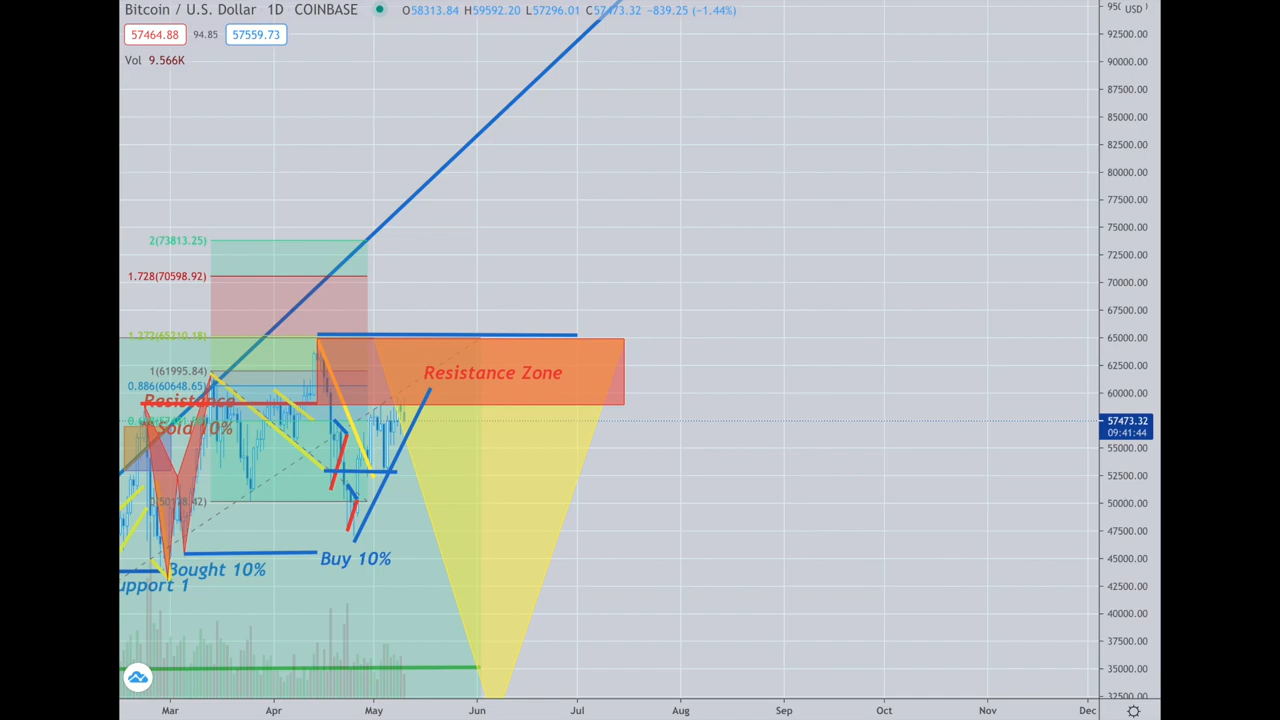 Bitcoin / U.S. Dollar 1D COINBASE O58313.84 H59592.20 L57296.01 C57473.32 −839.25 (−1.44%)
57464.88 94.85 57559.73
Vol 9.566K
USD
92500.00
90000.00
87500.00
85000.00
82500.00
80000.00
77500.00
75000.00
2(73813.25)
72500.00
1.728(70598.92)
70000.00
67500.00
65000.00
1(61995.84)
Resistance Zone
62500.00
0.886(60648.65)
60000.00
Resistance
57473.32
09:41:44
Sold 10%
55000.00
52500.00
50000.00
47500.00
Buy 10%
45000.00
Bought 10%
upport 1
42500.00
40000.00
37500.00
35000.00
32500.00
Mar Apr May Jun Jul Aug Sep Oct Nov Dec